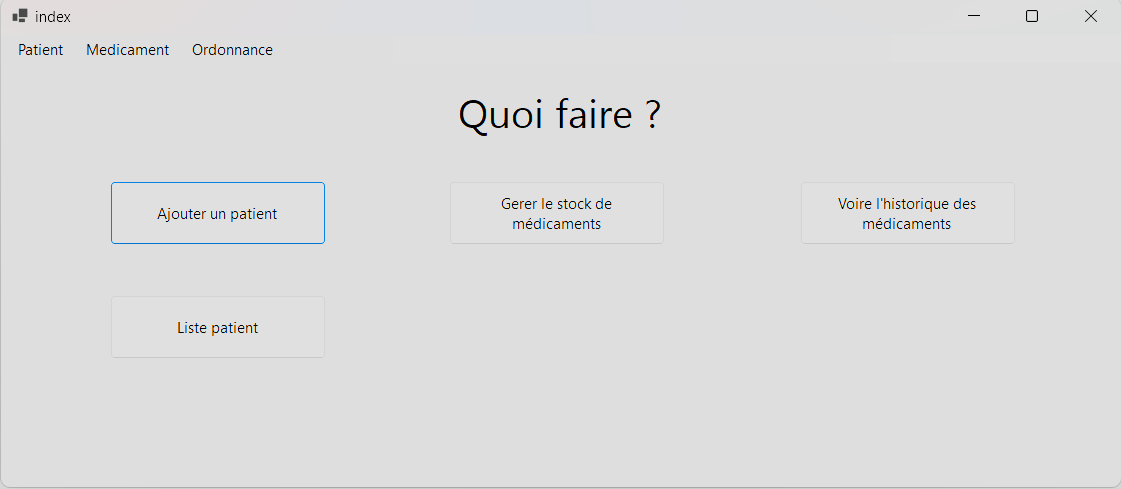 index
Patient Medicament Ordonnance
Quoi faire ?
Ajouter un patient
Gerer le stock de
médicaments
Voire l'historique des
médicaments
Liste patient